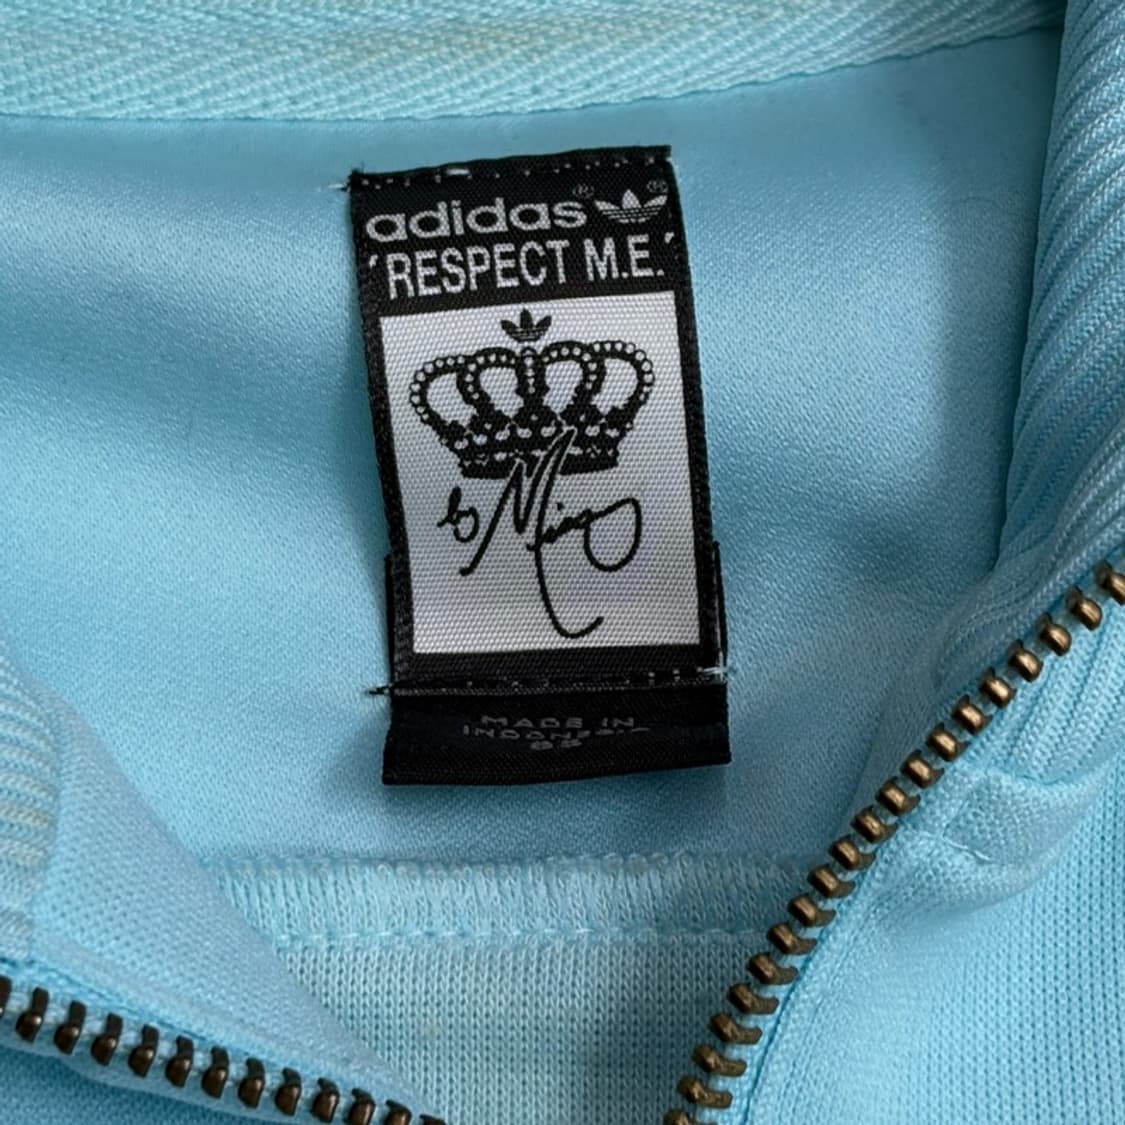 adidas®®
'RESPECT M.E.'
by Missy
MADE IN
INDONESIA